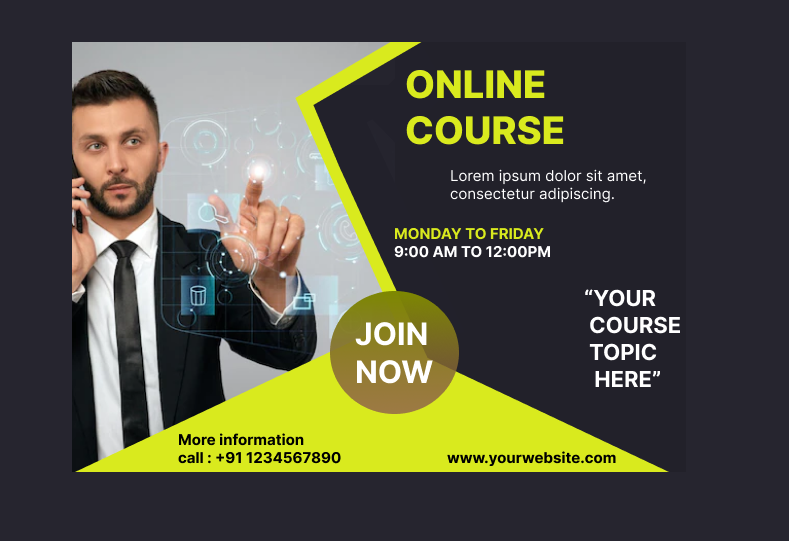 ONLINE
COURSE
Lorem ipsum dolor sit amet,
consectetur adipiscing.
MONDAY TO FRIDAY
9:00 AM TO 12:00PM
“YOUR
COURSE
TOPIC
HERE”
JOIN
NOW
More information
call : +91 1234567890
www.yourwebsite.com